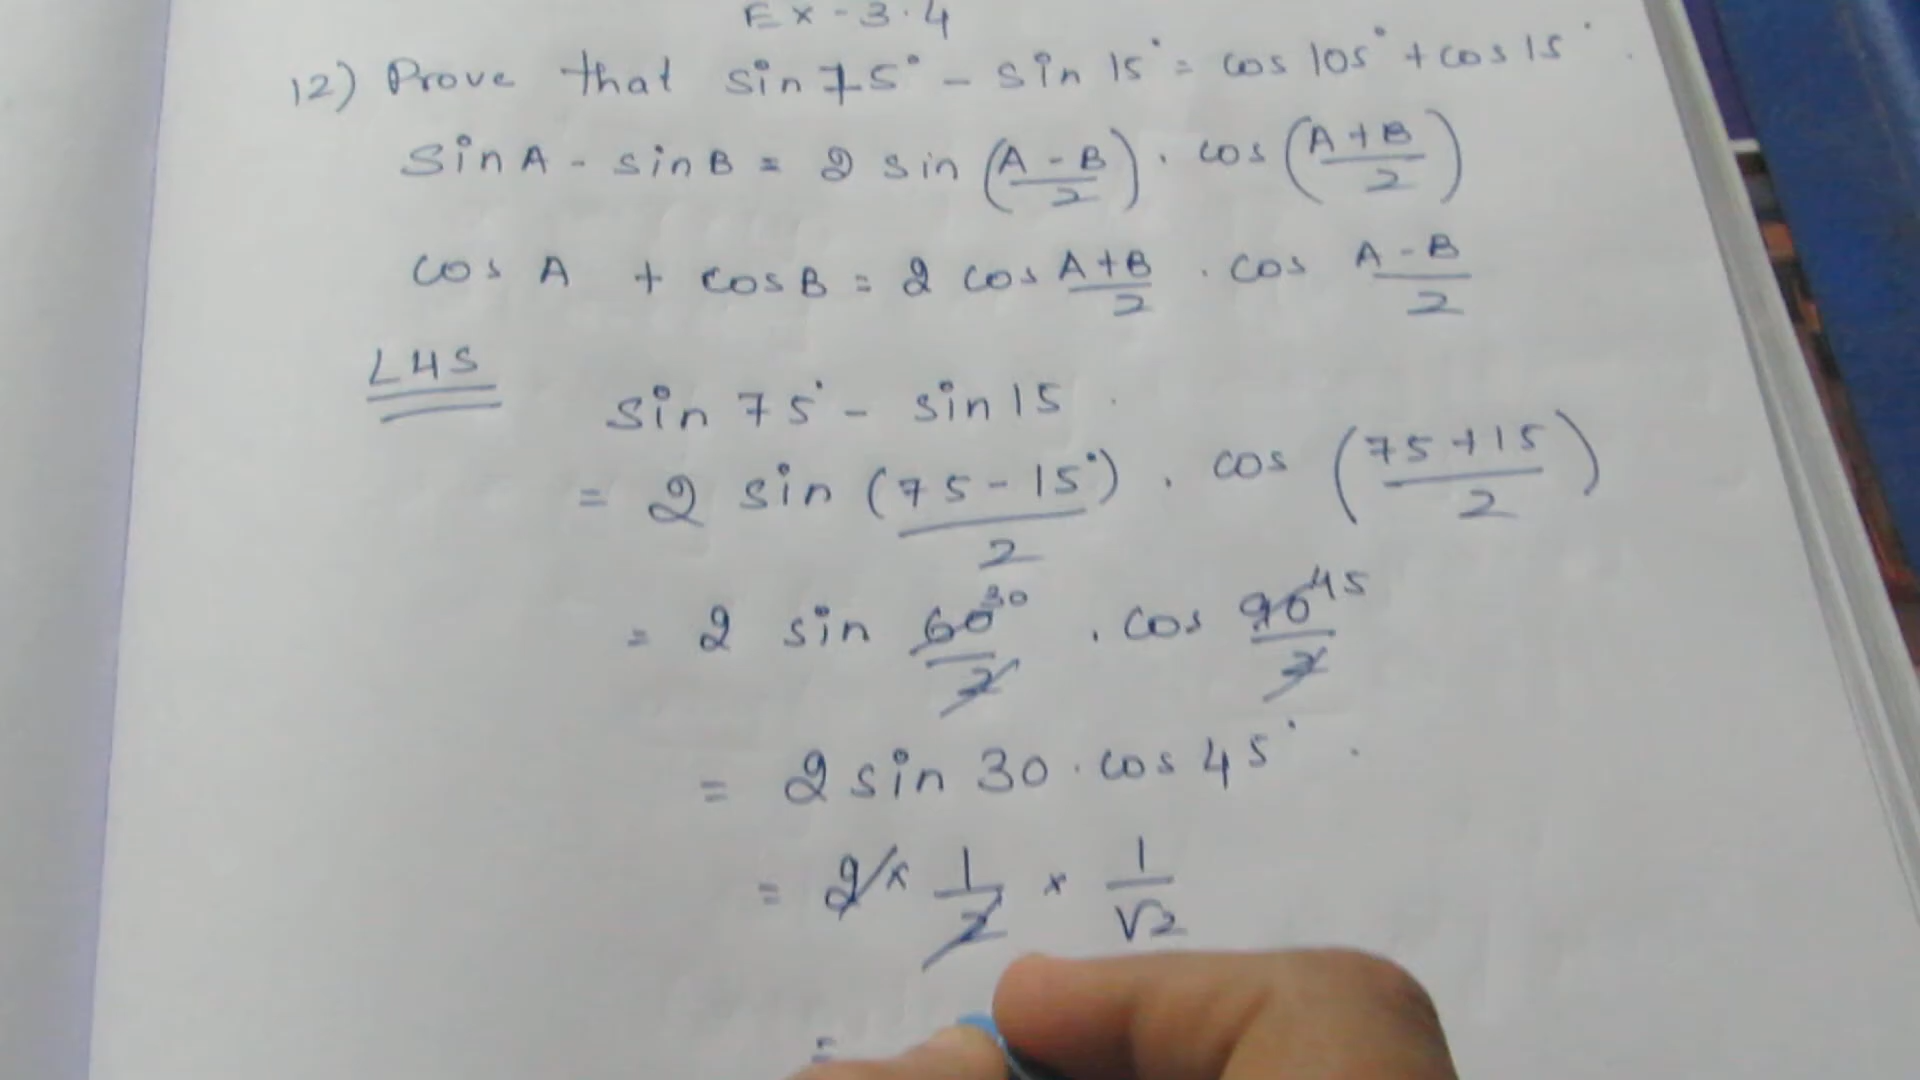 Ex - 3.4
12) Prove that sin 75° - sin 15° = cos 105° + cos 15°.
sin A - sin B = 2 sin (A - B / 2) . cos (A + B / 2)
cos A + cos B = 2 cos A + B / 2 . cos A - B / 2
LHS
sin 75° - sin 15
= 2 sin (75 - 15°) / 2 . cos (75 + 15 / 2)
= 2 sin 60 30 / 2 . cos 90 45 / 2
= 2 sin 30 . cos 45° .
= 2 x 1/2 x 1/√2
=